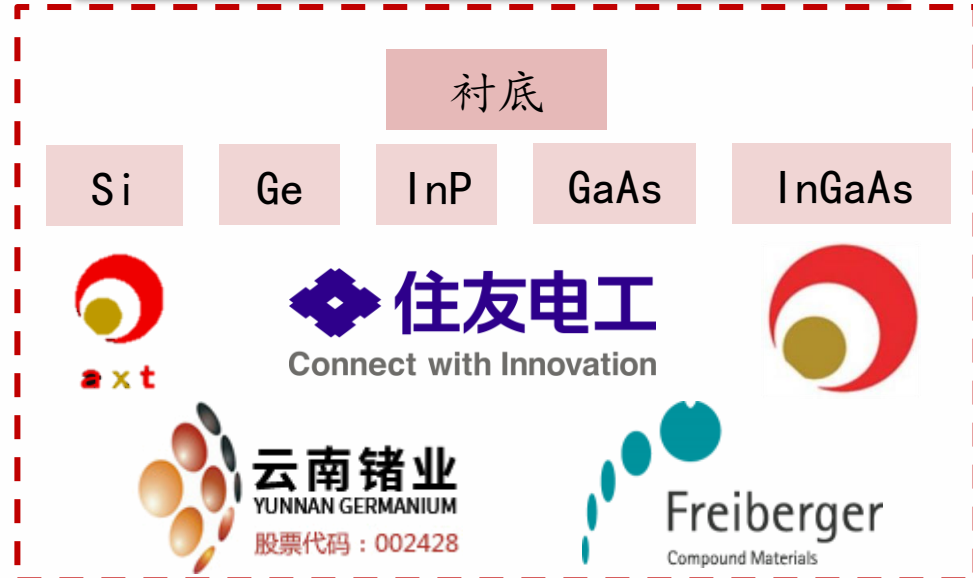 衬底
Si Ge InP GaAs InGaAs
axt
住友电工
Connect with Innovation
云南锗业
YUNNAN GERMANIUM
股票代码：002428
Freiberger
Compound Materials